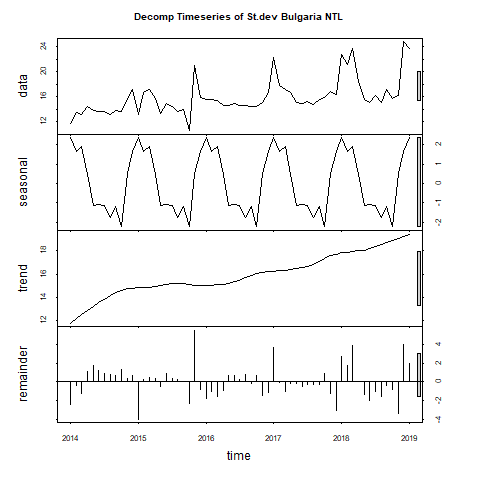 Decomp Timeseries of St.dev Bulgaria NTL
data
12 16 20 24
seasonal
-2 -1 0 1 2
trend
12 14 16 18
remainder
-4 -2 0 2 4
2014 2015 2016 2017 2018 2019
time